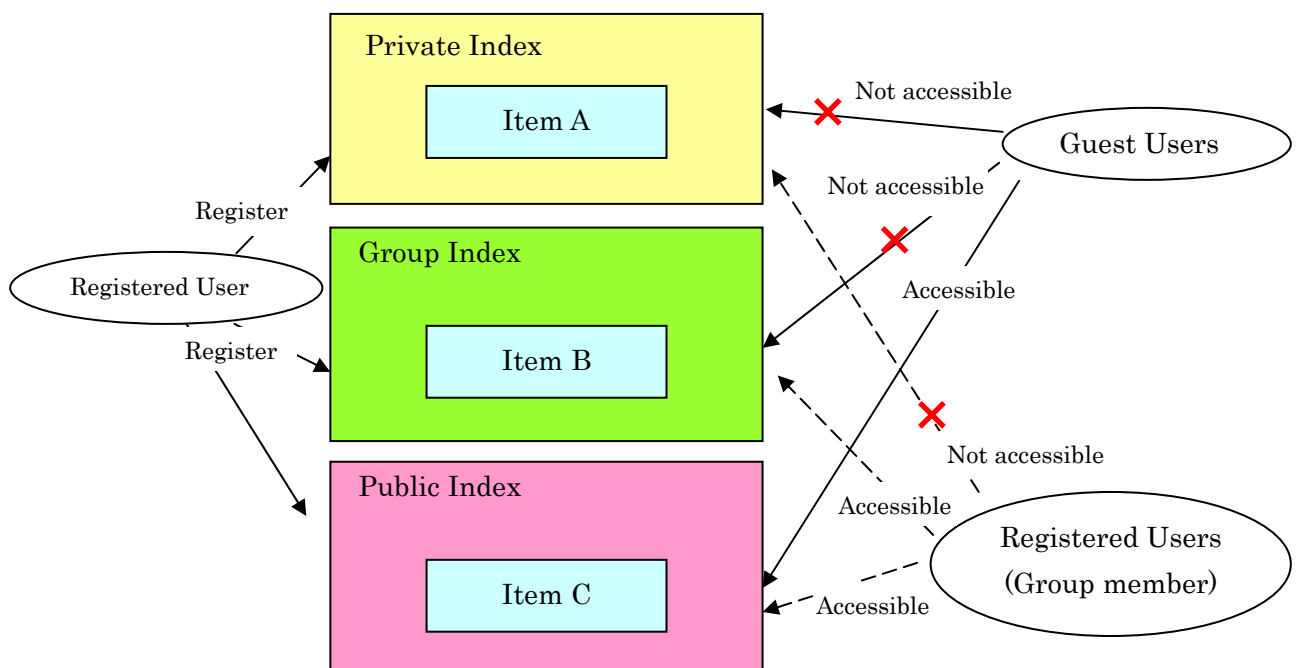 Private Index
Item A
Not accessible
Guest Users
Not accessible
Register
Group Index
Registered User
Accessible
Register
Item B
Not accessible
Public Index
Accessible
Registered Users
(Group member)
Item C
Accessible